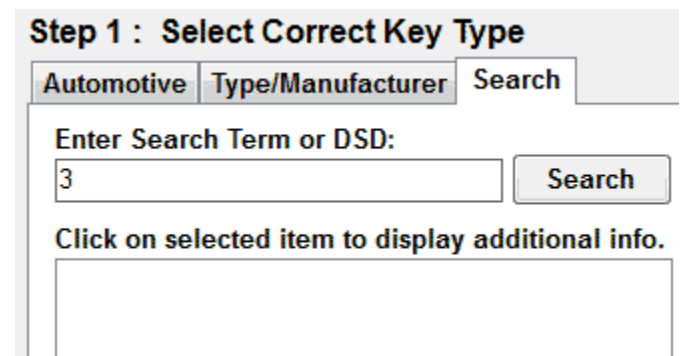 Step 1 : Select Correct Key Type
Automotive Type/Manufacturer Search
Enter Search Term or DSD:
3 Search
Click on selected item to display additional info.